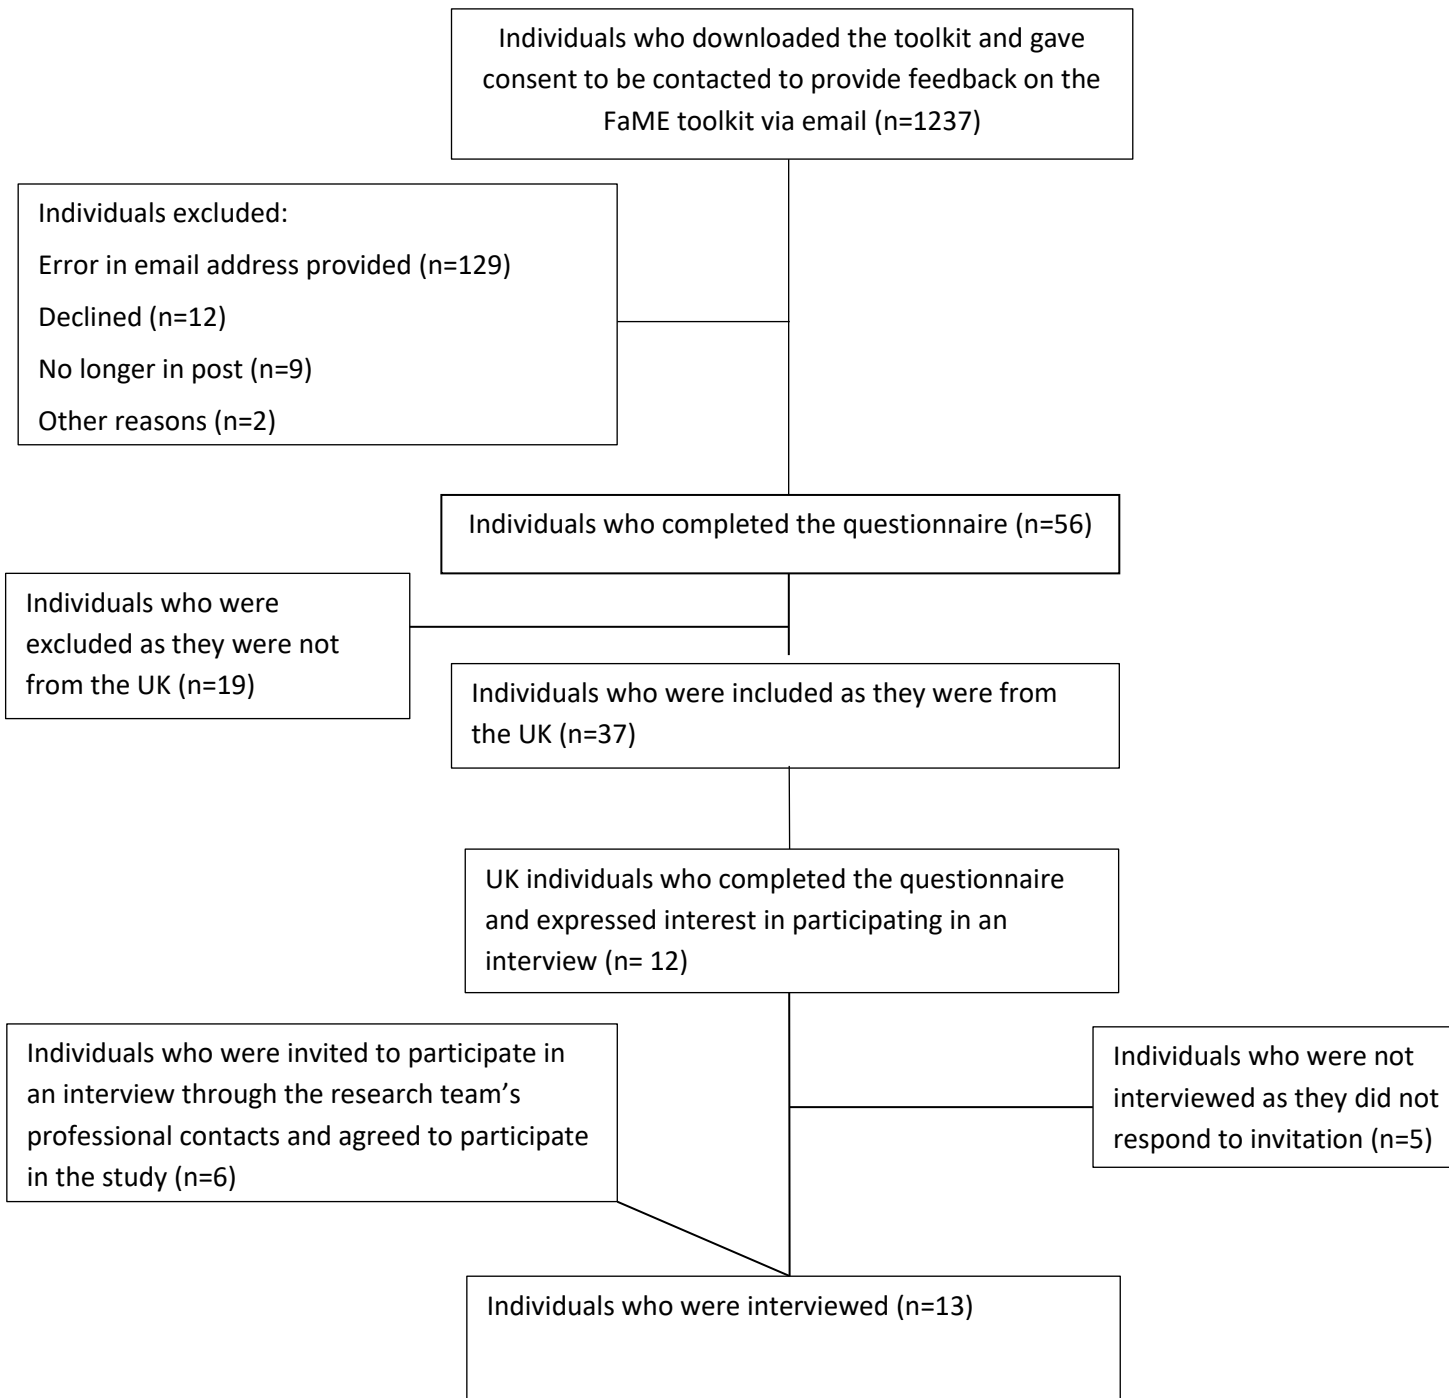 Individuals who downloaded the toolkit and gave
consent to be contacted to provide feedback on the
FaME toolkit via email (n=1237)
Individuals excluded:
Error in email address provided (n=129)
Declined (n=12)
No longer in post (n=9)
Other reasons (n=2)
Individuals who completed the questionnaire (n=56)
Individuals who were
excluded as they were not
from the UK (n=19)
Individuals who were included as they were from
the UK (n=37)
UK individuals who completed the questionnaire
and expressed interest in participating in an
interview (n= 12)
Individuals who were invited to participate in
an interview through the research team’s
professional contacts and agreed to participate
in the study (n=6)
Individuals who were not
interviewed as they did not
respond to invitation (n=5)
Individuals who were interviewed (n=13)